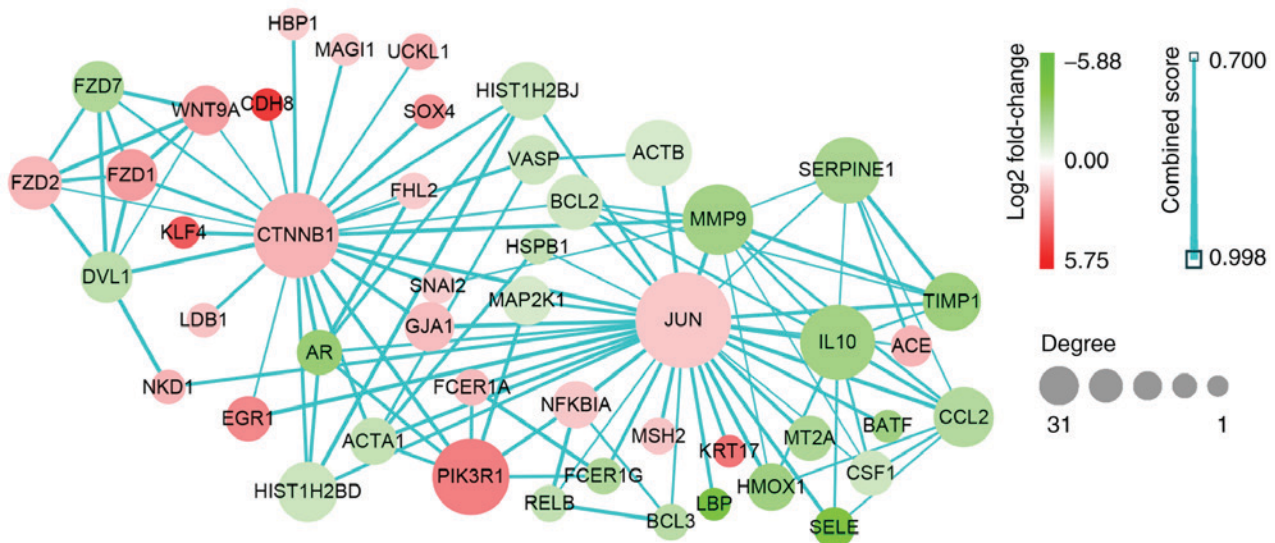 HBP1
MAGI1
UCKL1
FZD7
WNT9A
CDH8
SOX4
HIST1H2BJ
VASP
ACTB
SERPINE1
FZD2
FZD1
FHL2
BCL2
MMP9
KLF4
CTNNB1
HSPB1
DVL1
SNAI2
MAP2K1
TIMP1
LDB1
GJA1
JUN
IL10
ACE
AR
NKD1
FCER1A
NFKBIA
EGR1
ACTA1
MSH2
KRT17
MT2A
BATF
CCL2
HIST1H2BD
PIK3R1
FCER1G
RELB
BCL3
LBP
HMOX1
CSF1
SELE
Log2 fold-change
−5.88
0.00
5.75
Combined score
0.700
0.998
Degree
31
1